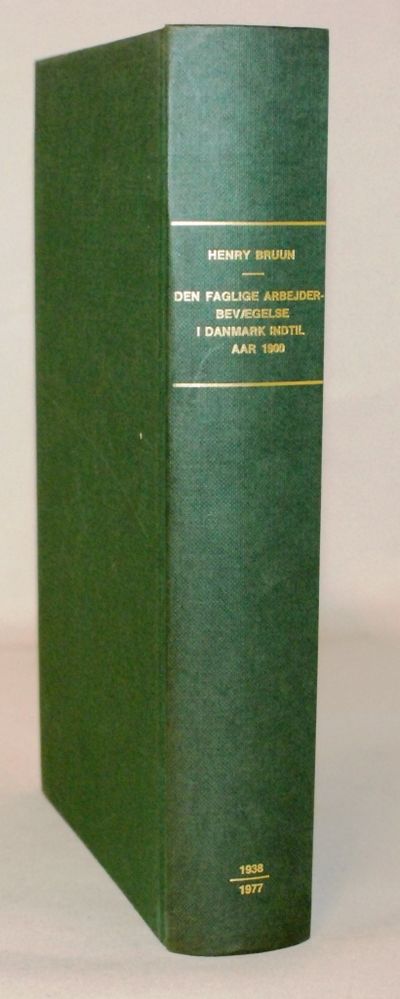 HENRY BRUUN
DEN FAGLIGE ARBEJDER-
BEVÆGELSE
I DANMARK INDTIL
AAR 1900
1938
1977